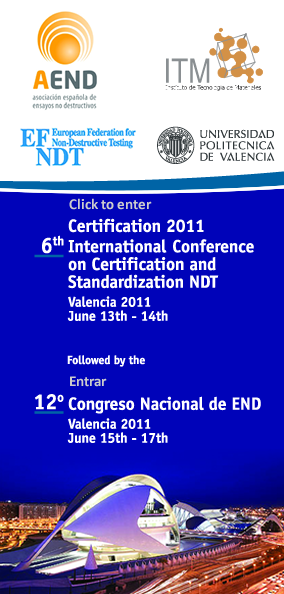 AEND
asociación española de
ensayos no destructivos
ITM
Instituto de Tecnología de Materiales
EF
NDT
European Federation for
Non-Destructive Testing
UNIVERSIDAD
POLITECNICA
DE VALENCIA
Click to enter
Certification 2011
6th International Conference
on Certification and
Standardization NDT
Valencia 2011
June 13th - 14th
Followed by the
Entrar
12º Congreso Nacional de END
Valencia 2011
June 15th - 17th